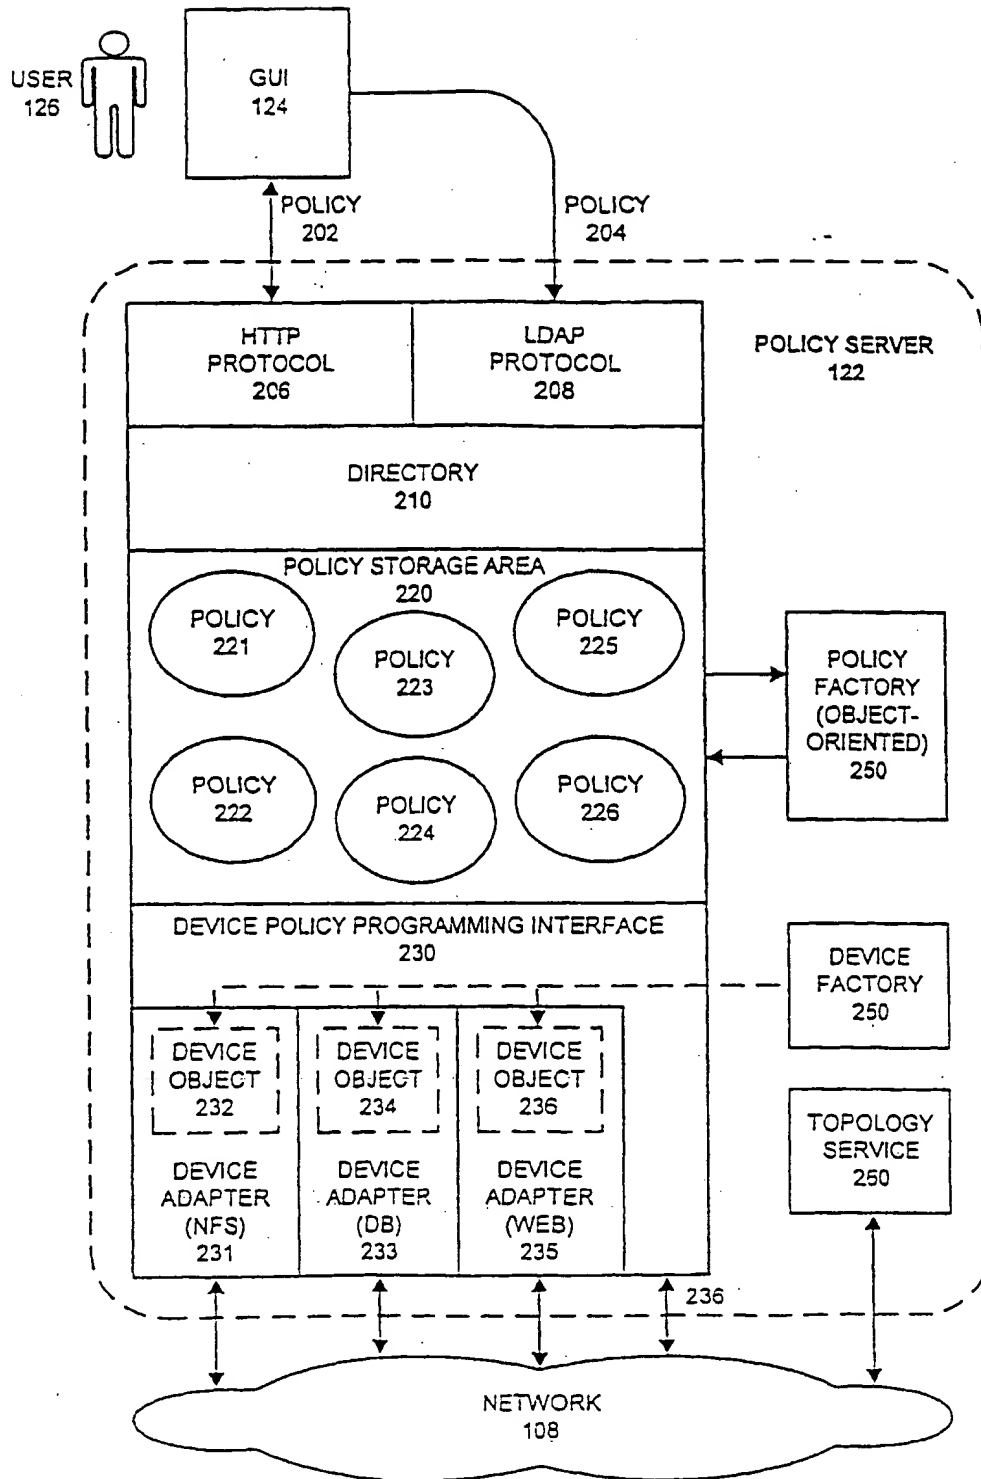 USER
126
GUI
124
POLICY
202
POLICY
204
HTTP
PROTOCOL
206
LDAP
PROTOCOL
208
POLICY SERVER
122
DIRECTORY
210
POLICY STORAGE AREA
220
POLICY
221
POLICY
223
POLICY
225
POLICY
222
POLICY
224
POLICY
226
POLICY
FACTORY
(OBJECT-
ORIENTED)
250
DEVICE POLICY PROGRAMMING INTERFACE
230
DEVICE
FACTORY
250
DEVICE
OBJECT
232
DEVICE
OBJECT
234
DEVICE
OBJECT
236
DEVICE
ADAPTER
(NFS)
231
DEVICE
ADAPTER
(DB)
233
DEVICE
ADAPTER
(WEB)
235
TOPOLOGY
SERVICE
250
236
NETWORK
108